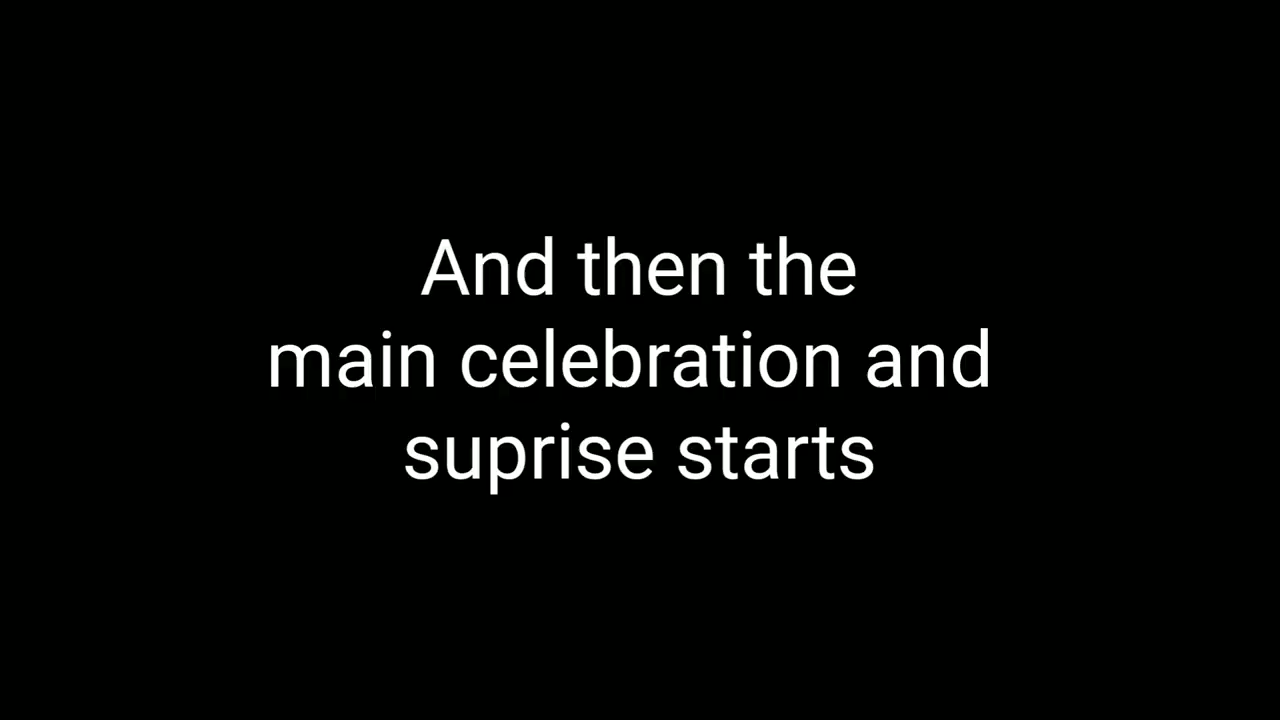 And then the
main celebration and
suprise starts